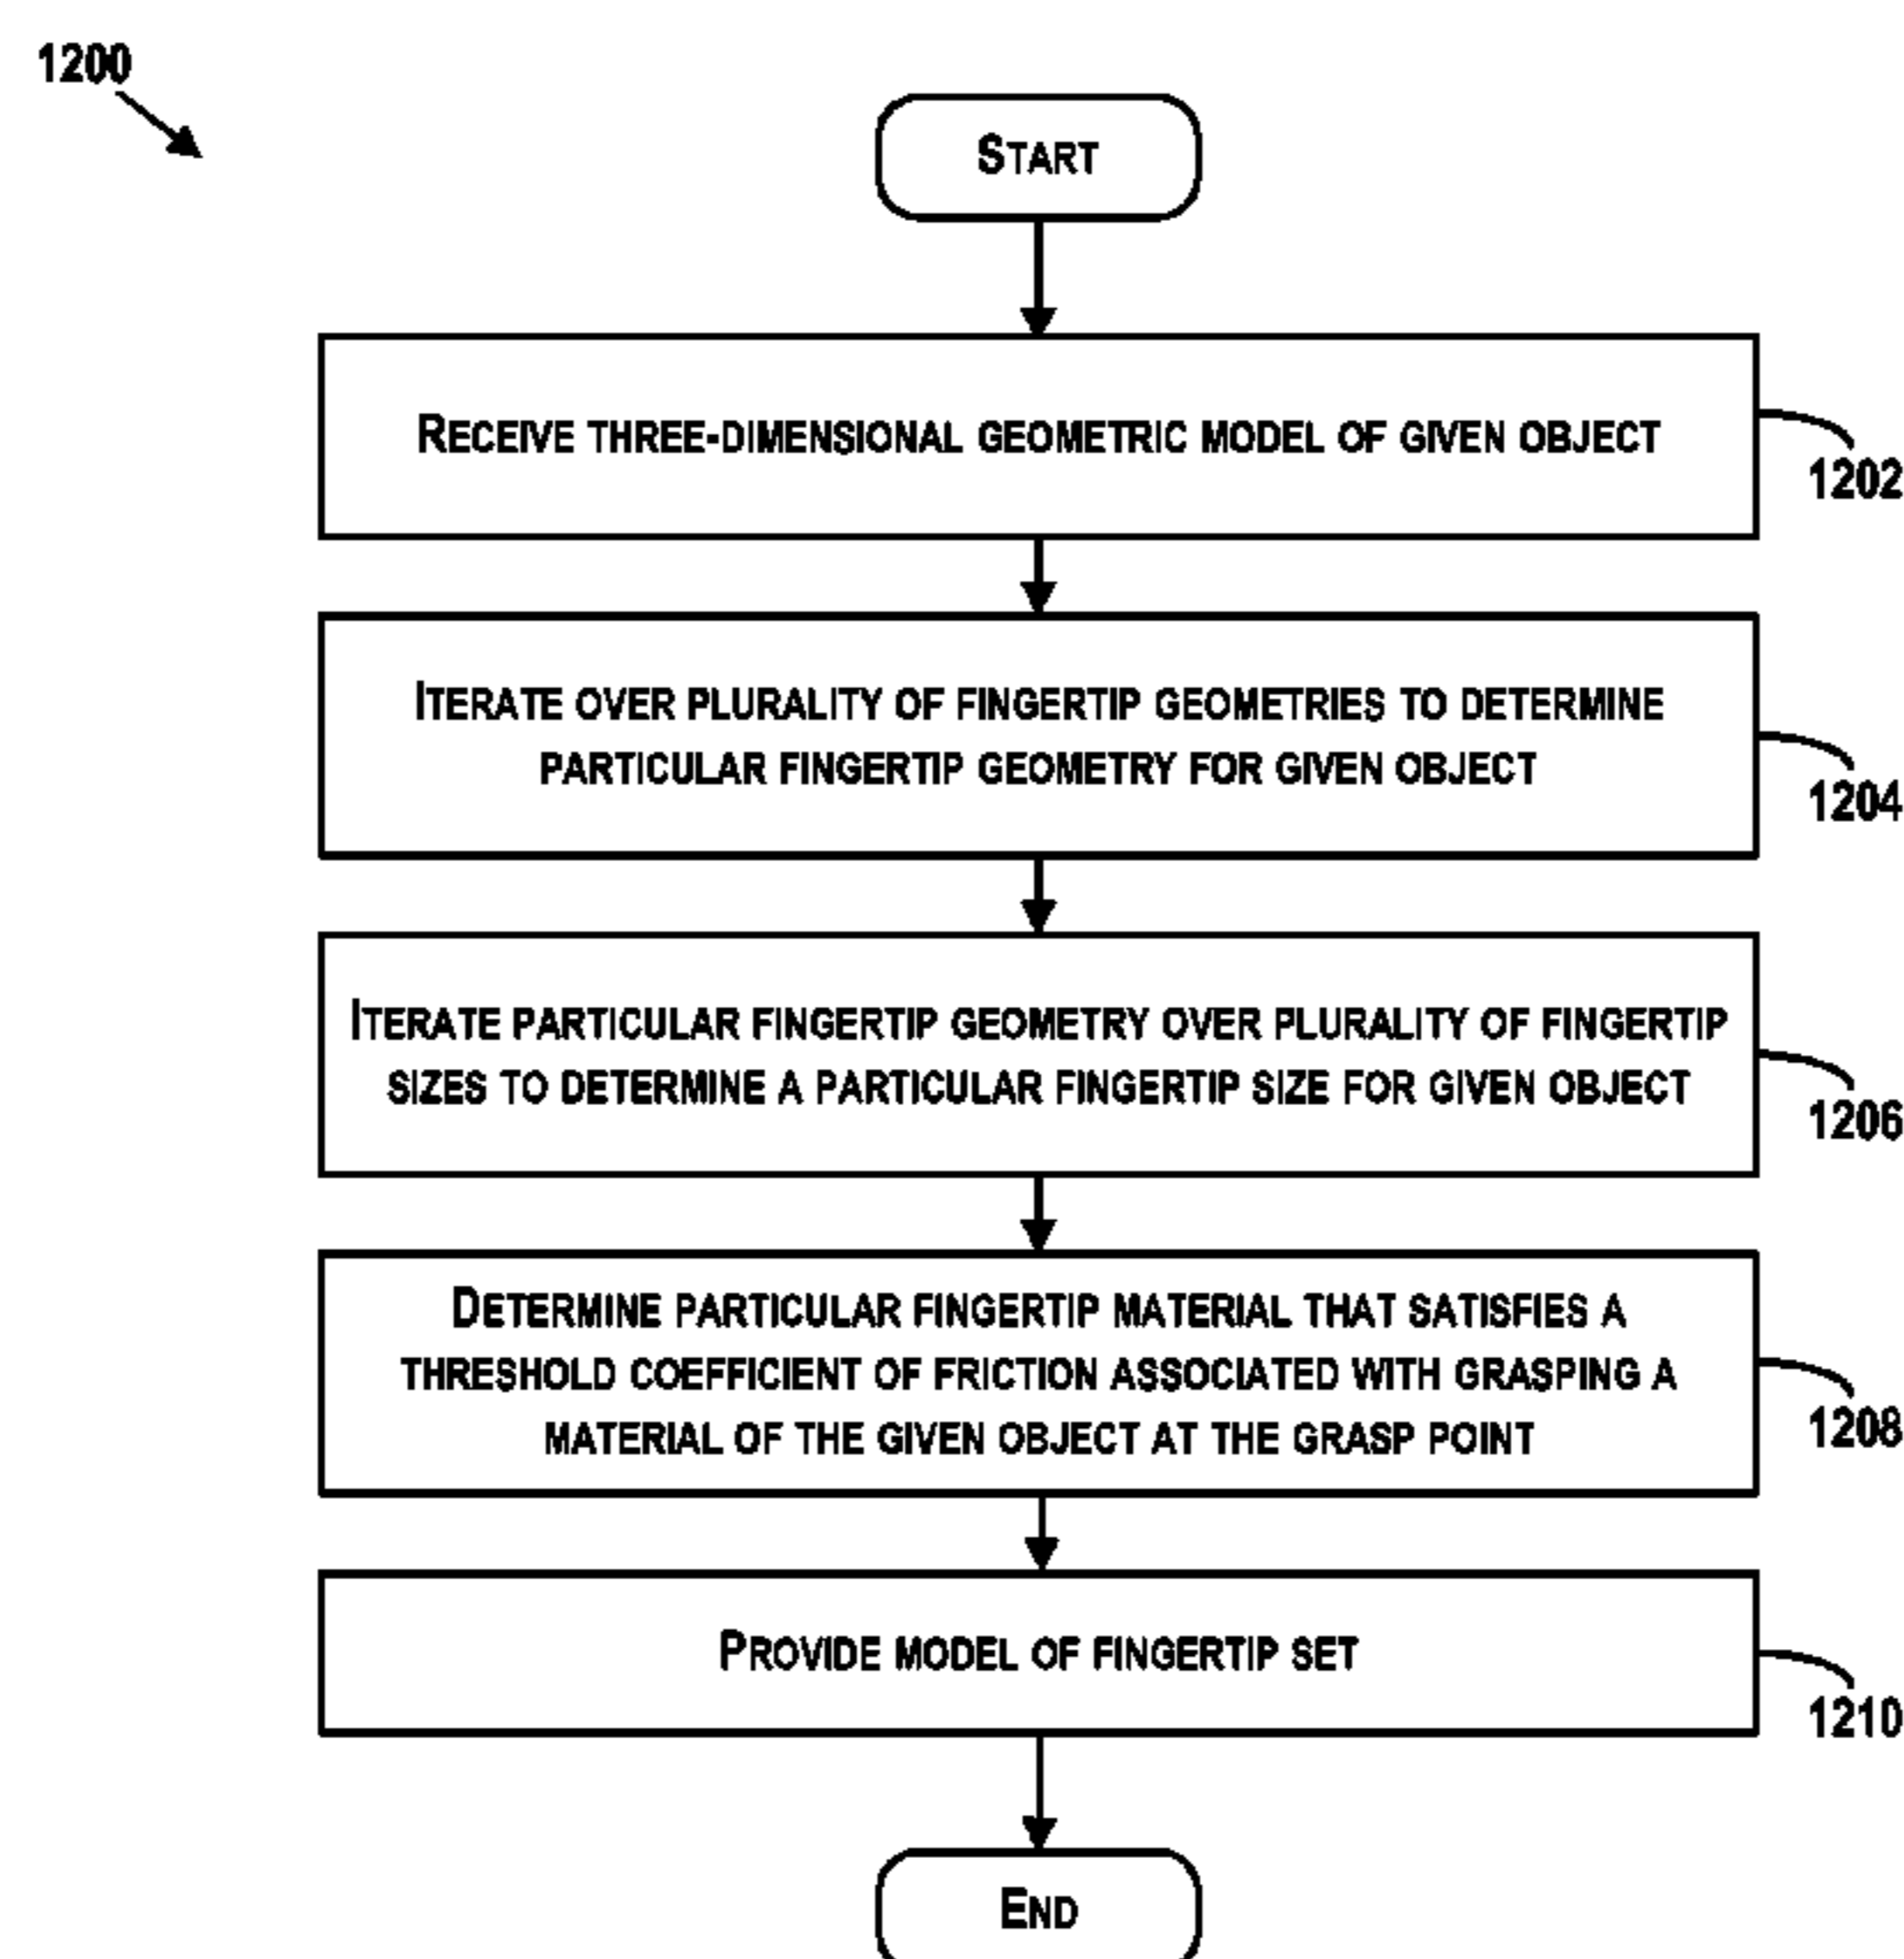 1200
START
RECEIVE THREE-DIMENSIONAL GEOMETRIC MODEL OF GIVEN OBJECT
1202
ITERATE OVER PLURALITY OF FINGERTIP GEOMETRIES TO DETERMINE
PARTICULAR FINGERTIP GEOMETRY FOR GIVEN OBJECT
1204
ITERATE PARTICULAR FINGERTIP GEOMETRY OVER PLURALITY OF FINGERTIP
SIZES TO DETERMINE A PARTICULAR FINGERTIP SIZE FOR GIVEN OBJECT
1206
DETERMINE PARTICULAR FINGERTIP MATERIAL THAT SATISFIES A
THRESHOLD COEFFICIENT OF FRICTION ASSOCIATED WITH GRASPING A
MATERIAL OF THE GIVEN OBJECT AT THE GRASP POINT
1208
PROVIDE MODEL OF FINGERTIP SET
1210
END